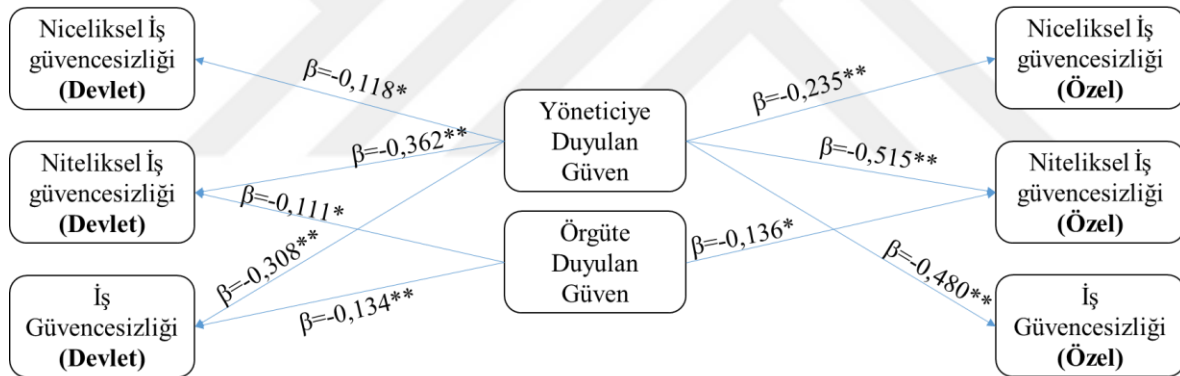 Niceliksel İş
güvencesizliği
(Devlet)
Niteliksel İş
güvencesizliği
(Devlet)
İş
Güvencesizliği
(Devlet)
β=-0,118*
β=-0,362**
β=-0,111*
β=-0,308**
β=-0,134**
Yöneticiye
Duyulan
Güven
Örgüte
Duyulan
Güven
β=-0,235**
β=-0,515**
β=-0,136*
β=-0,480**
Niceliksel İş
güvencesizliği
(Özel)
Niteliksel İş
güvencesizliği
(Özel)
İş
Güvencesizliği
(Özel)